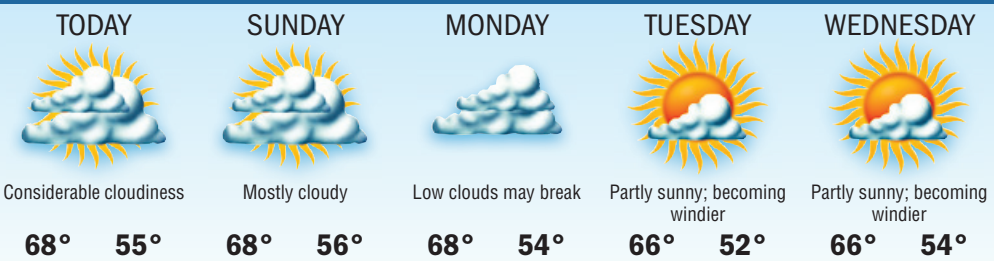 TODAY
SUNDAY
MONDAY
TUESDAY
WEDNESDAY
Considerable cloudiness
Mostly cloudy
Low clouds may break
Partly sunny; becoming
windier
Partly sunny; becoming
windier
68° 55°
68° 56°
68° 54°
66° 52°
66° 54°